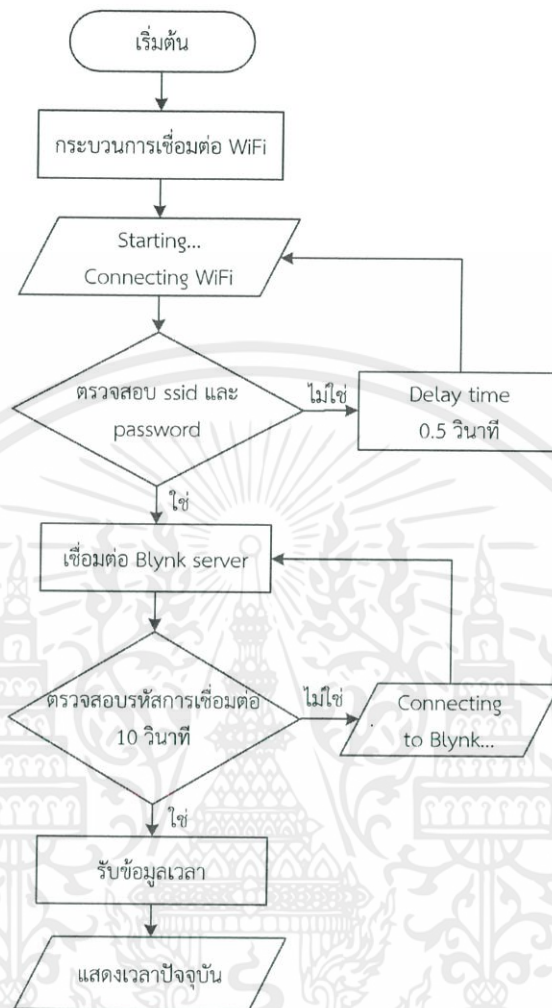 เริ่มต้น
กระบวนการเชื่อมต่อ WiFi
Starting...
Connecting WiFi
ตรวจสอบ ssid และ
password
ไม่ใช่
Delay time
0.5 วินาที
ใช่
เชื่อมต่อ Blynk server
ตรวจสอบรหัสการเชื่อมต่อ
10 วินาที
ไม่ใช่
Connecting
to Blynk...
ใช่
รับข้อมูลเวลา
แสดงเวลาปัจจุบัน